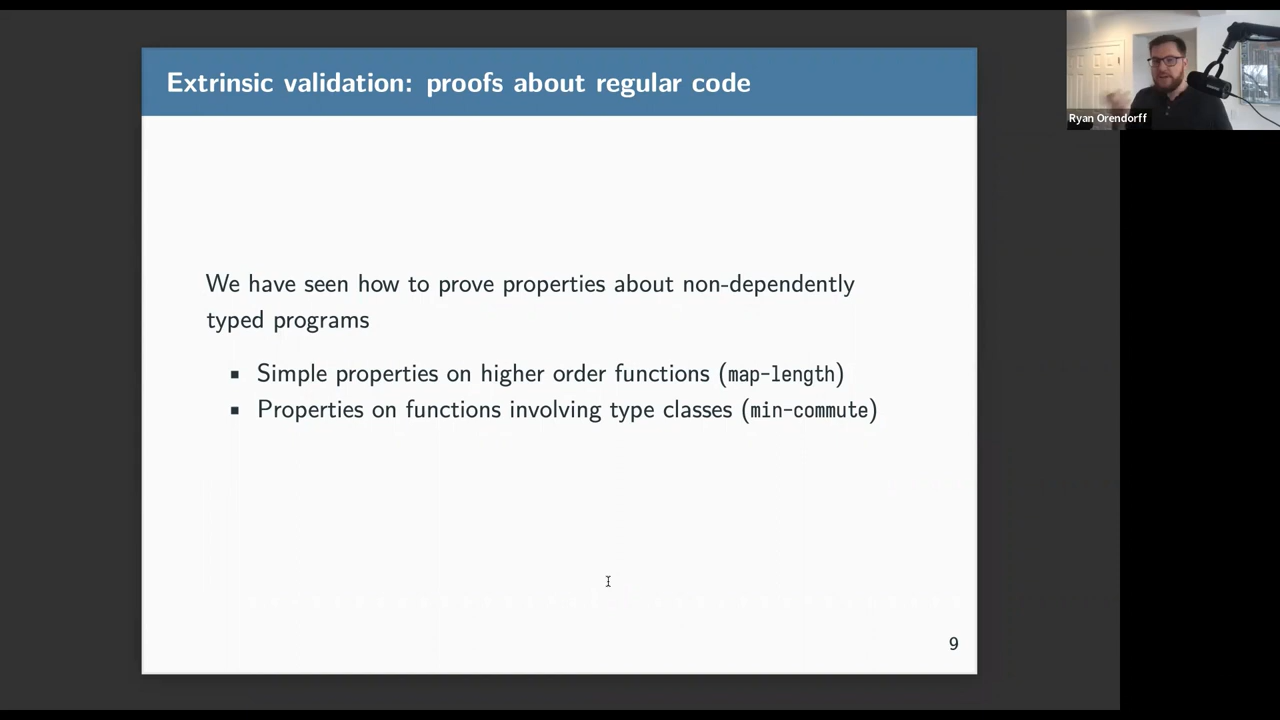 Extrinsic validation: proofs about regular code
Ryan Orendorff
We have seen how to prove properties about non-dependently
typed programs
▪ Simple properties on higher order functions (map-length)
▪ Properties on functions involving type classes (min-commute)
9